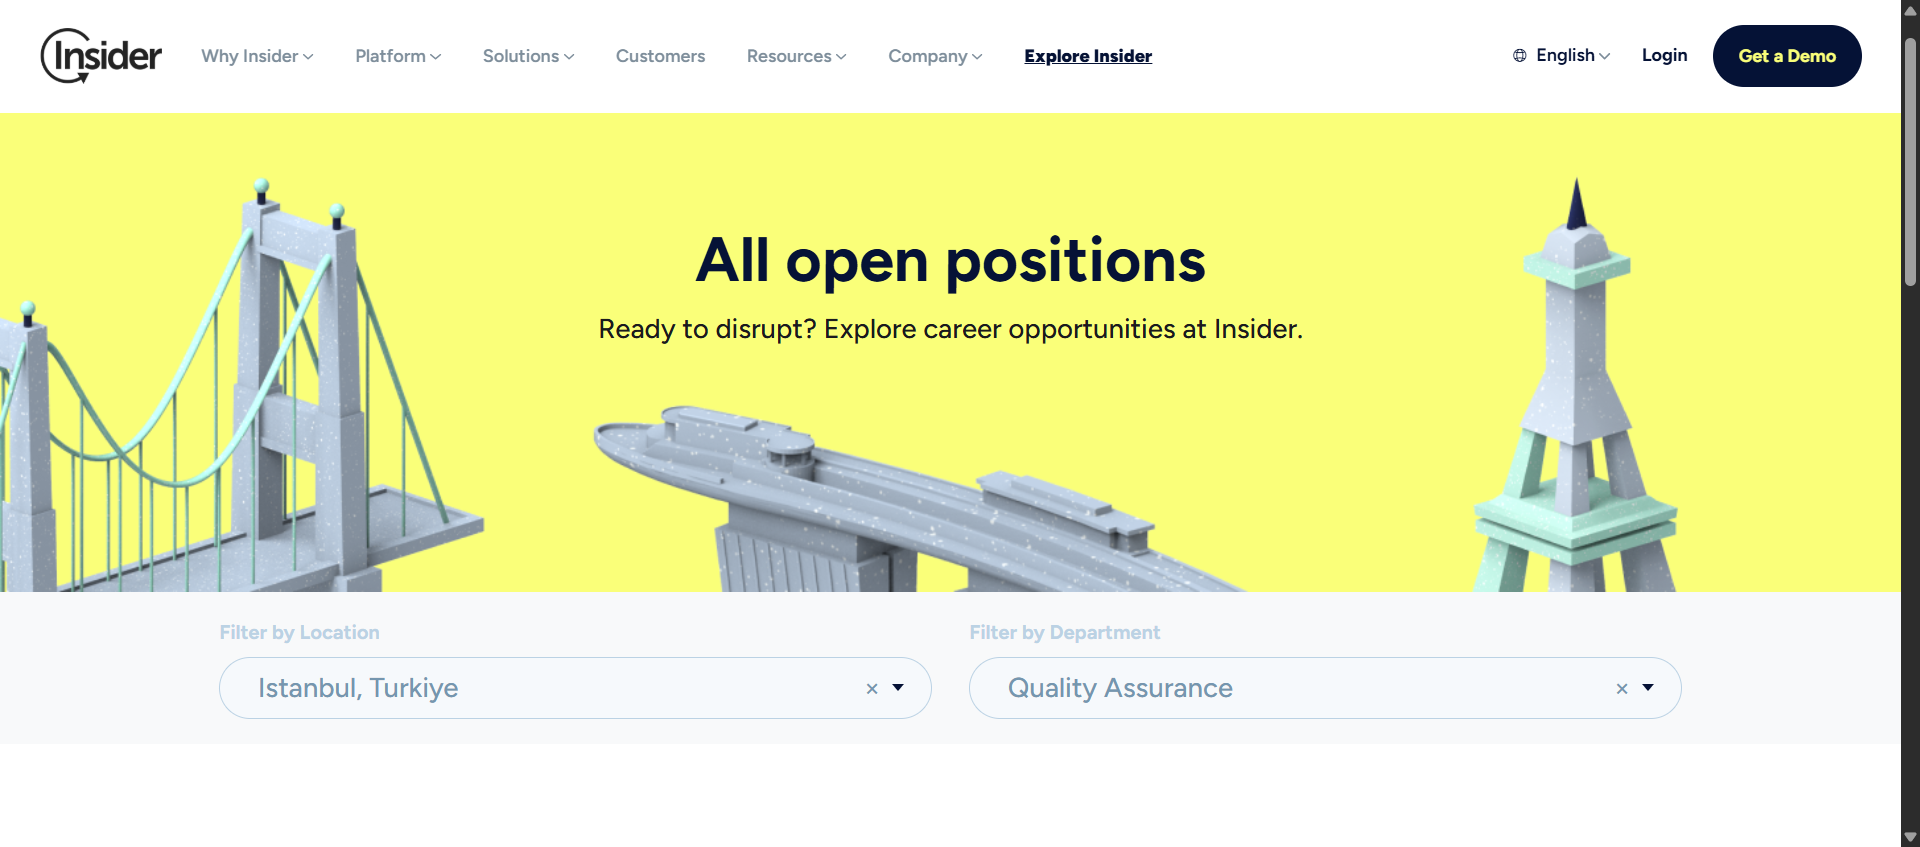 Insider
Why Insider
Platform
Solutions
Customers
Resources
Company
Explore Insider
English
Login
Get a Demo
All open positions
Ready to disrupt? Explore career opportunities at Insider.
Filter by Location
Filter by Department
Istanbul, Turkiye
×
Quality Assurance
×